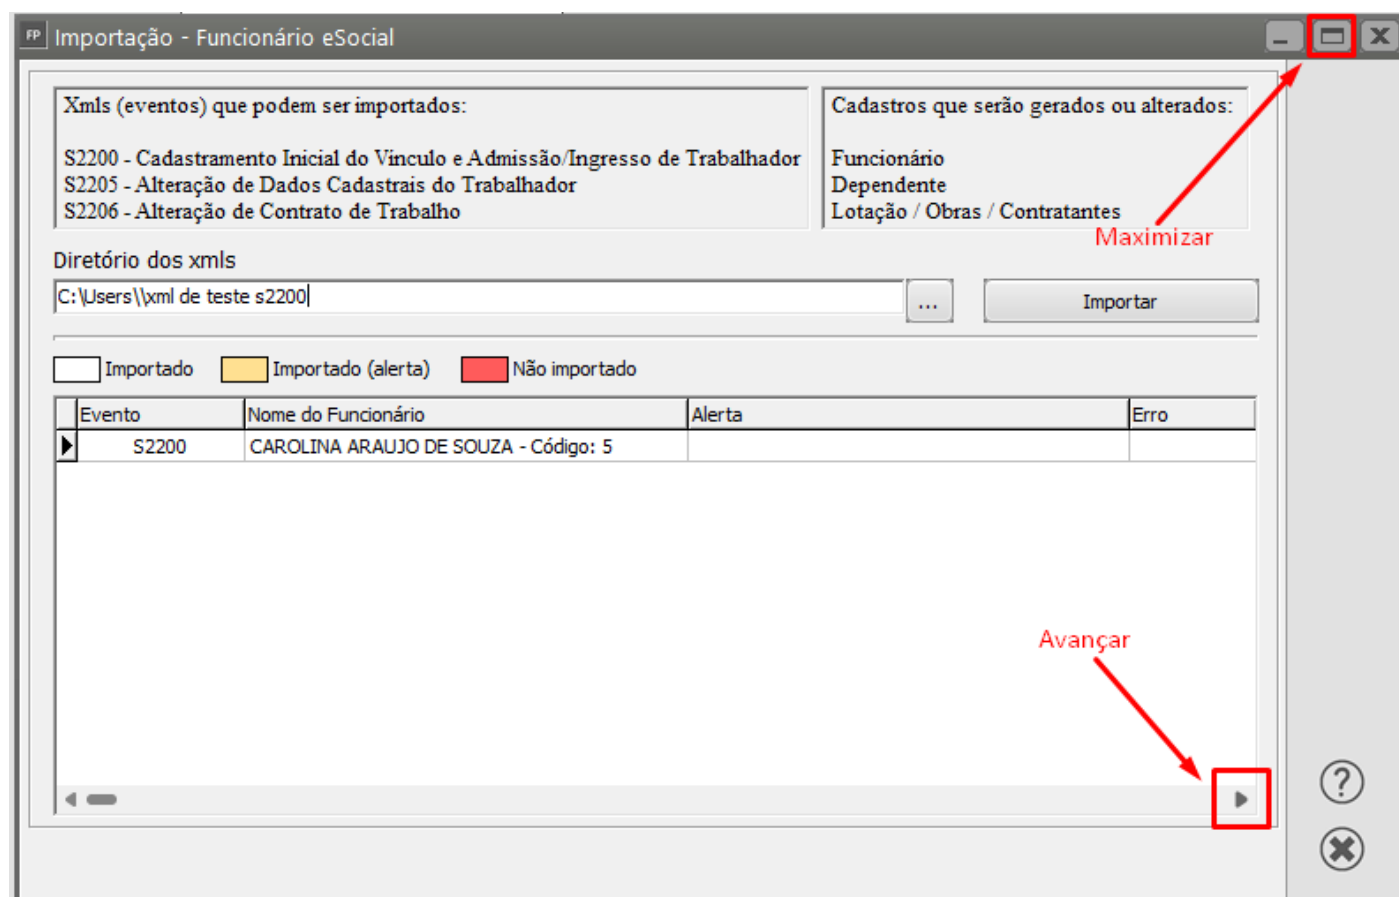 FP Importação - Funcionário eSocial
Xmls (eventos) que podem ser importados:
S2200 - Cadastramento Inicial do Vínculo e Admissão/Ingresso de Trabalhador
S2205 - Alteração de Dados Cadastrais do Trabalhador
S2206 - Alteração de Contrato de Trabalho
Cadastros que serão gerados ou alterados:
Funcionário
Dependente
Lotação / Obras / Contratantes
Maximizar
Diretório dos xmls
C:\Users\\xml de teste s2200
...
Importar
Importado Importado (alerta) Não importado
Evento Nome do Funcionário Alerta Erro
S2200 CAROLINA ARAUJO DE SOUZA - Código: 5
Avançar
?